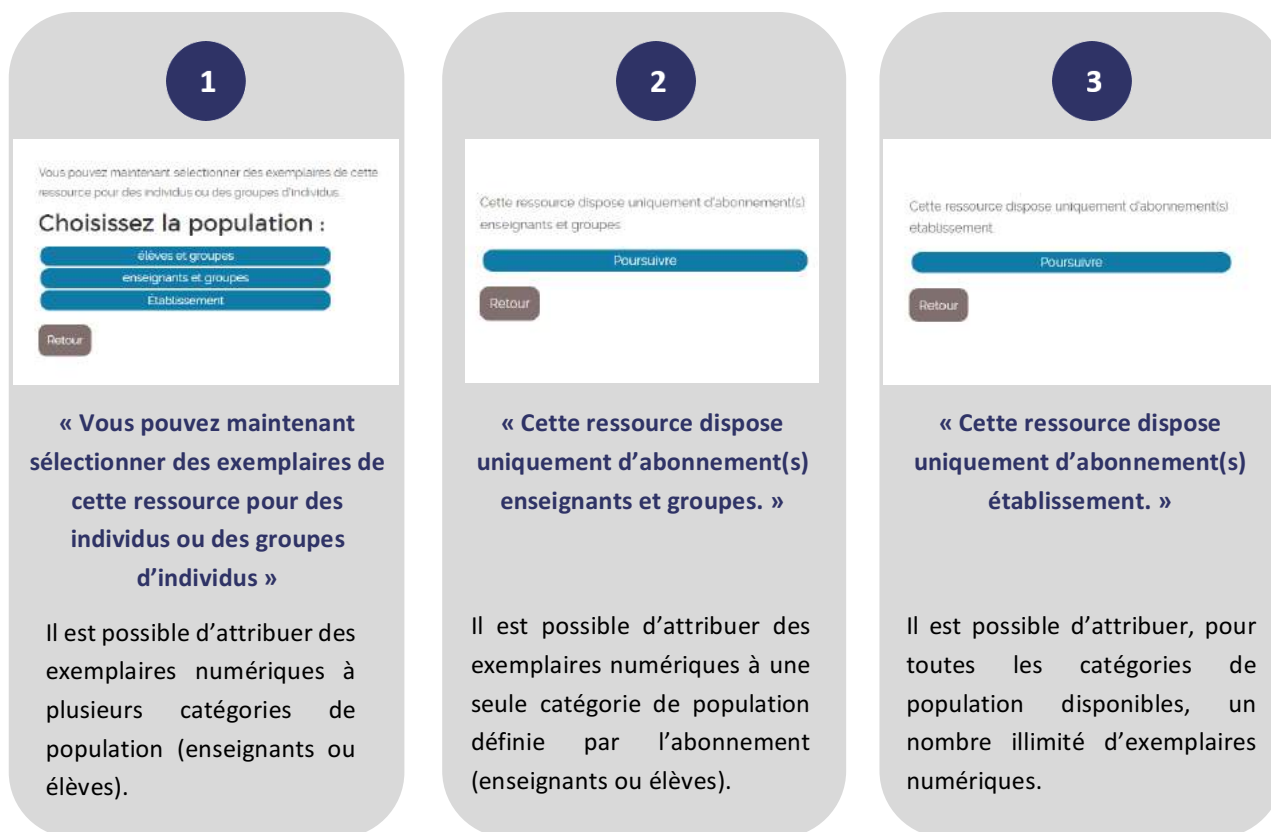 1
Vous pouvez maintenant sélectionner des exemplaires de cette
ressource pour des individus ou des groupes d'individus.
Choisissez la population :
élèves et groupes
enseignants et groupes
Établissement
Retour
« Vous pouvez maintenant
sélectionner des exemplaires de
cette ressource pour des
individus ou des groupes
d’individus »
Il est possible d’attribuer des
exemplaires numériques à
plusieurs catégories de
population (enseignants ou
élèves).
2
Cette ressource dispose uniquement d'abonnement(s)
enseignants et groupes
Poursuivre
Retour
« Cette ressource dispose
uniquement d’abonnement(s)
enseignants et groupes. »
Il est possible d’attribuer des
exemplaires numériques à une
seule catégorie de population
définie par l’abonnement
(enseignants ou élèves).
3
Cette ressource dispose uniquement d'abonnement(s)
etablissement.
Poursuivre
Retour
« Cette ressource dispose
uniquement d’abonnement(s)
établissement. »
Il est possible d’attribuer, pour
toutes les catégories de
population disponibles, un
nombre illimité d’exemplaires
numériques.